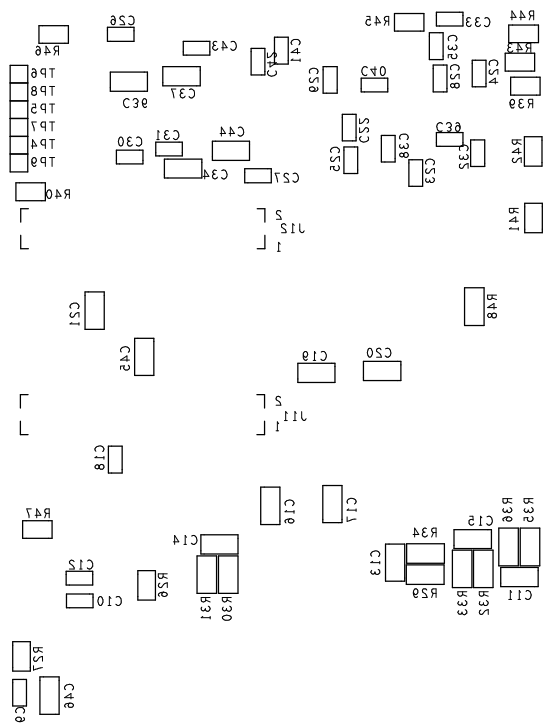 C26
R46
C43
C42
C41
R45
C33
R44
C35
R43
TP6
TP8
TP5
TP7
TP4
TP9
C39
C37
C29
C40
C28
C24
R39
C30
C31
C44
C34
C27
C22
C25
C38
C23
C36
C32
R42
R40
R41
2
J12
1
C21
C45
R48
C19
C20
2
J11
1
C18
C16
C17
R47
C14
C12
C10
R26
R31
R30
C13
R34
R29
C15
R36
R35
R33
R32
C11
R27
C9
C46